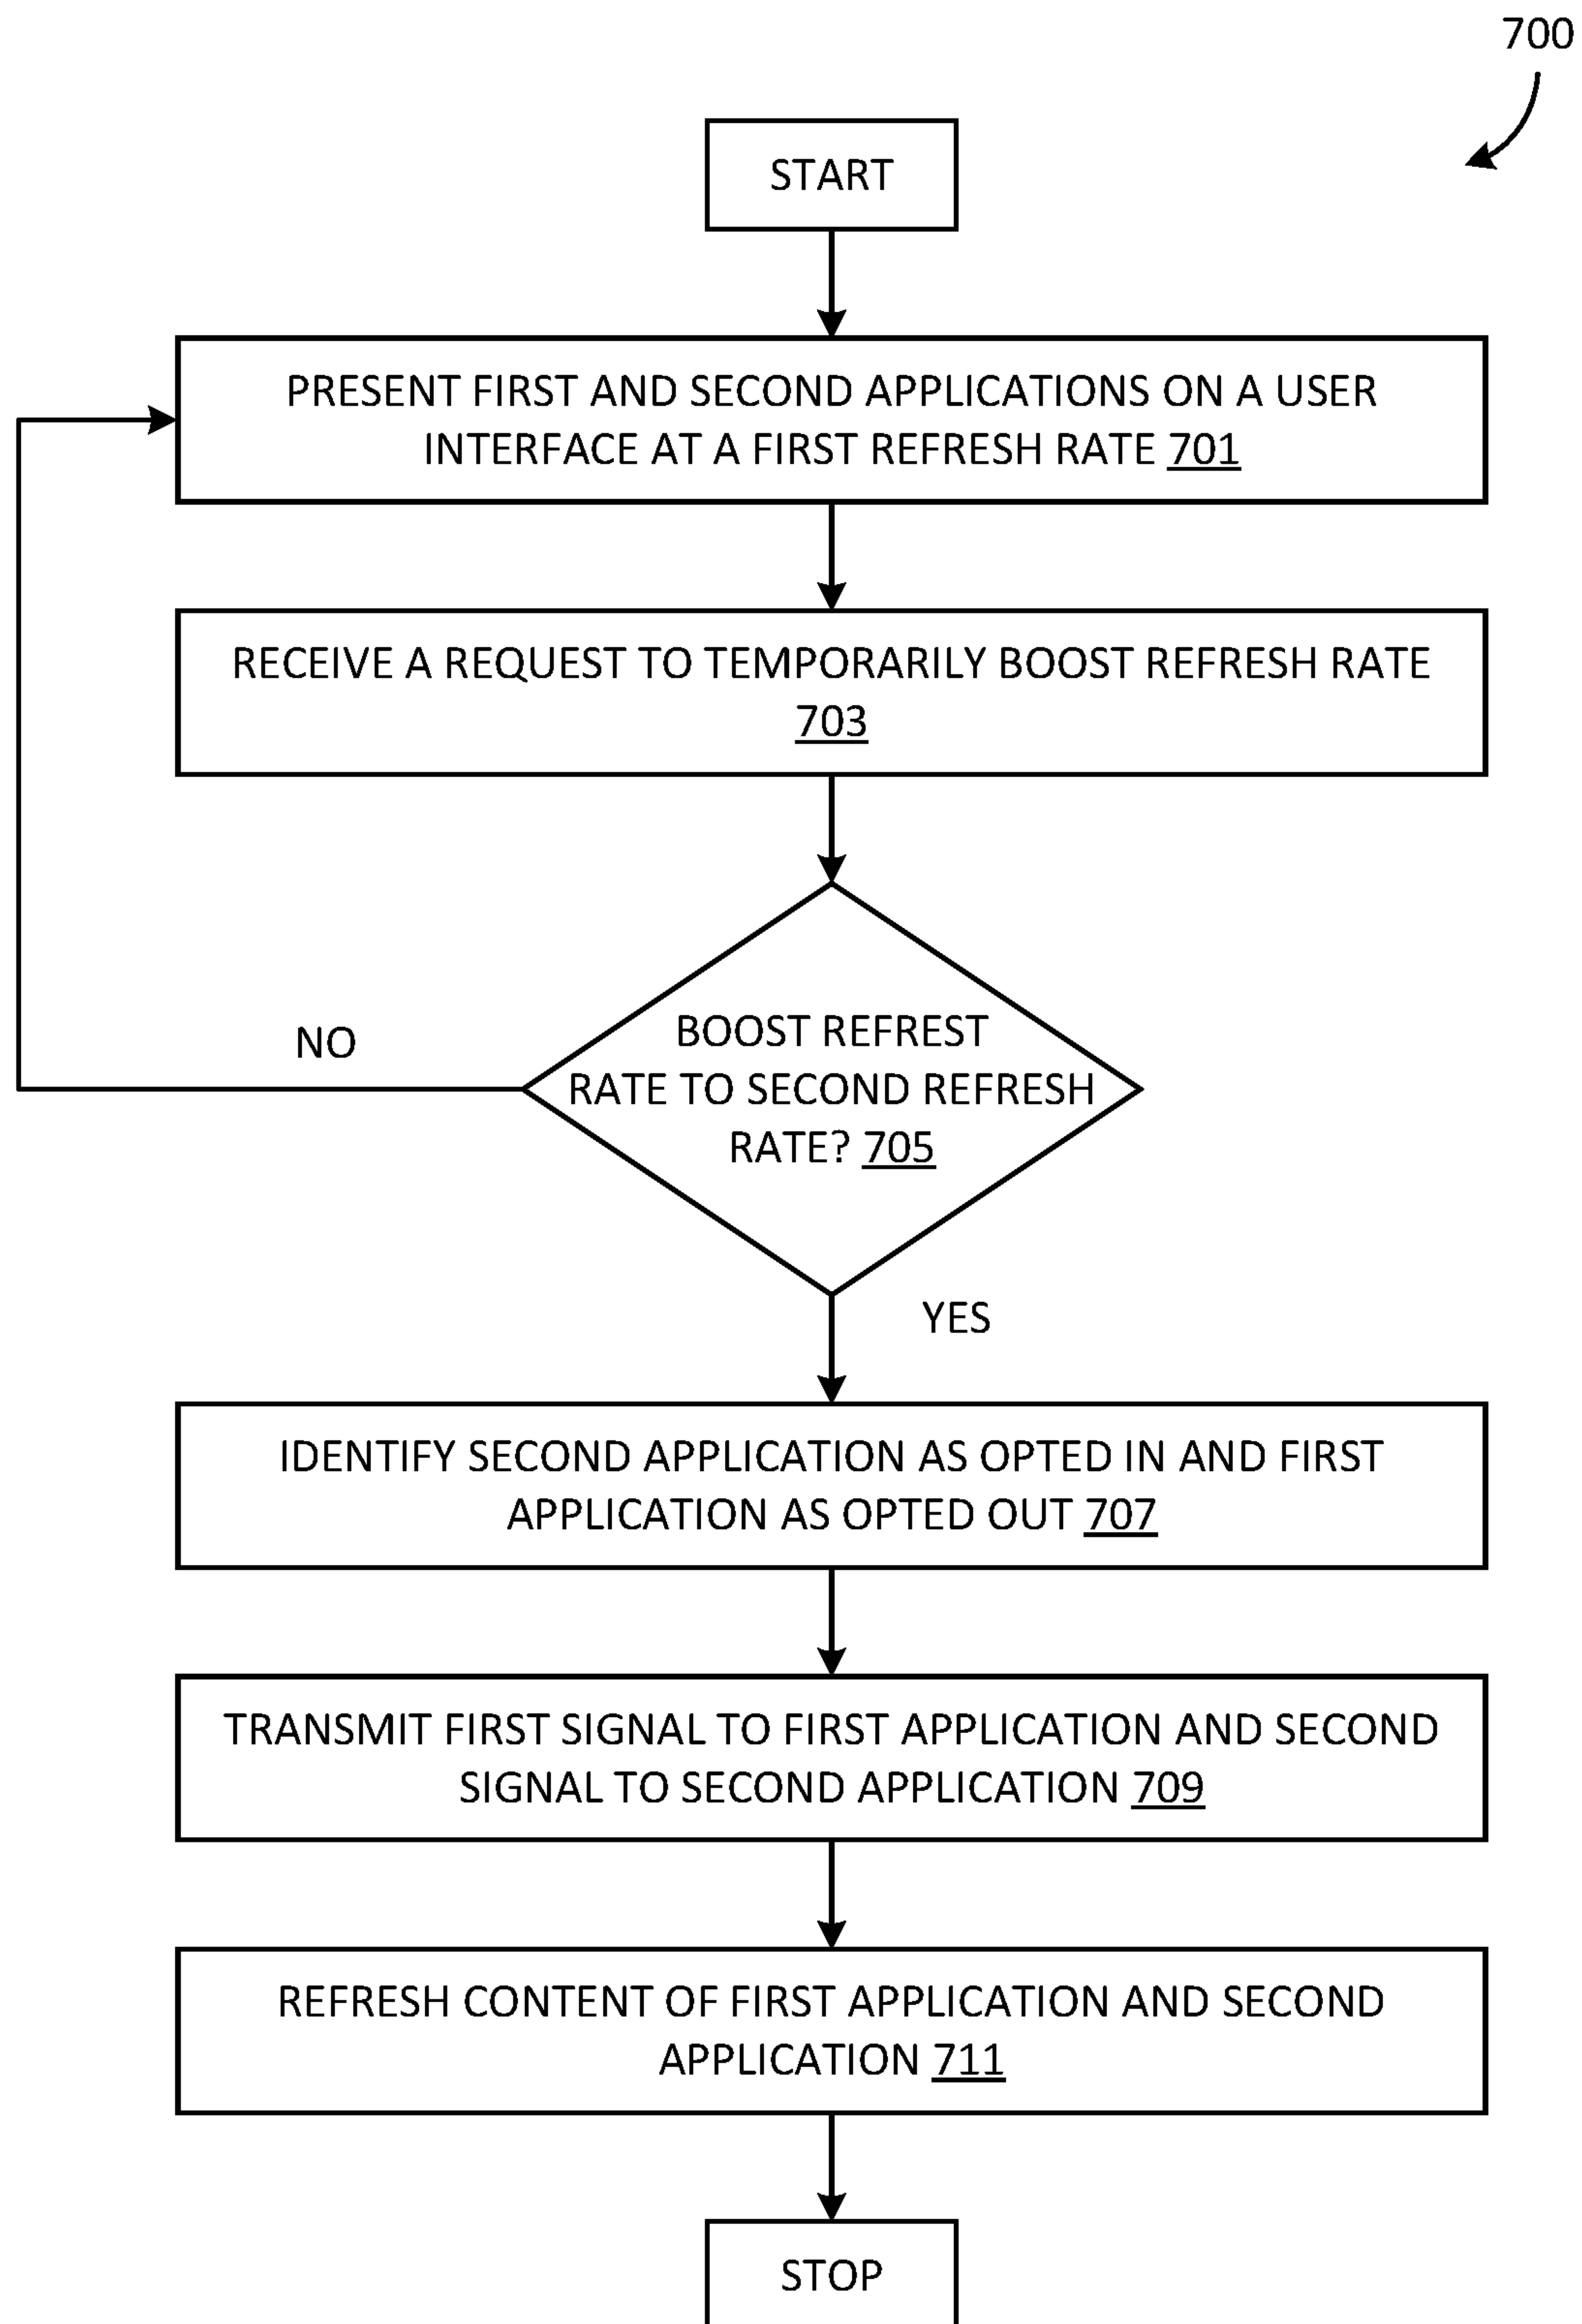 700
START
PRESENT FIRST AND SECOND APPLICATIONS ON A USER
INTERFACE AT A FIRST REFRESH RATE 701
RECEIVE A REQUEST TO TEMPORARILY BOOST REFRESH RATE
703
BOOST REFREST
RATE TO SECOND REFRESH
RATE? 705
NO
YES
IDENTIFY SECOND APPLICATION AS OPTED IN AND FIRST
APPLICATION AS OPTED OUT 707
TRANSMIT FIRST SIGNAL TO FIRST APPLICATION AND SECOND
SIGNAL TO SECOND APPLICATION 709
REFRESH CONTENT OF FIRST APPLICATION AND SECOND
APPLICATION 711
STOP